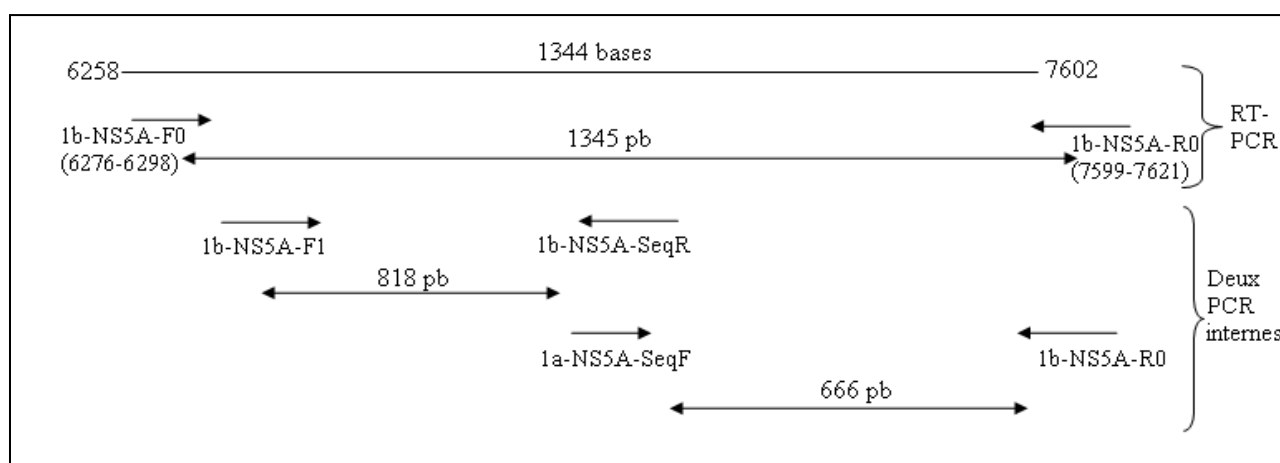 1344 bases
6258
7602
1b-NS5A-F0
(6276-6298)
1345 pb
1b-NS5A-R0
(7599-7621)
RT-
PCR
1b-NS5A-F1
1b-NS5A-SeqR
818 pb
1a-NS5A-SeqF
1b-NS5A-R0
666 pb
Deux
PCR
internes